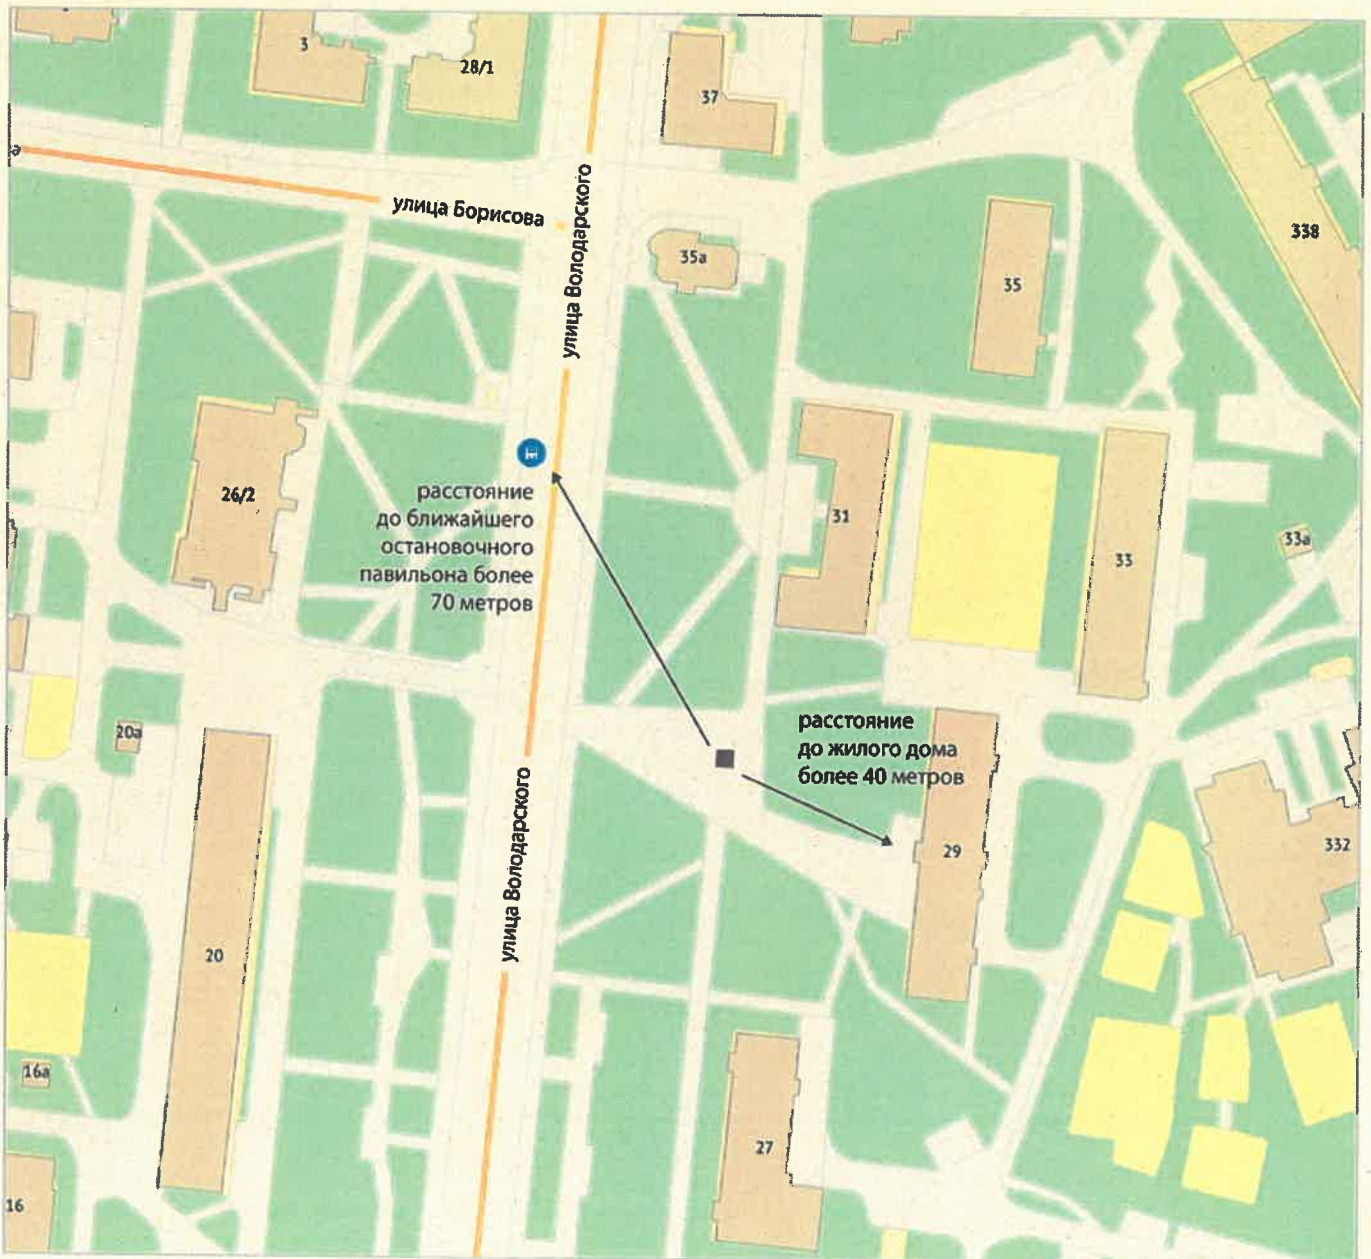 3
28/1
37
улица Борисова
улица Володарского
35а
35
338
26/2
расстояние
до ближайшего
остановочного
павильона более
70 метров
31
33
33а
расстояние
до жилого дома
более 40 метров
20а
29
332
улица Володарского
20
16а
27
16